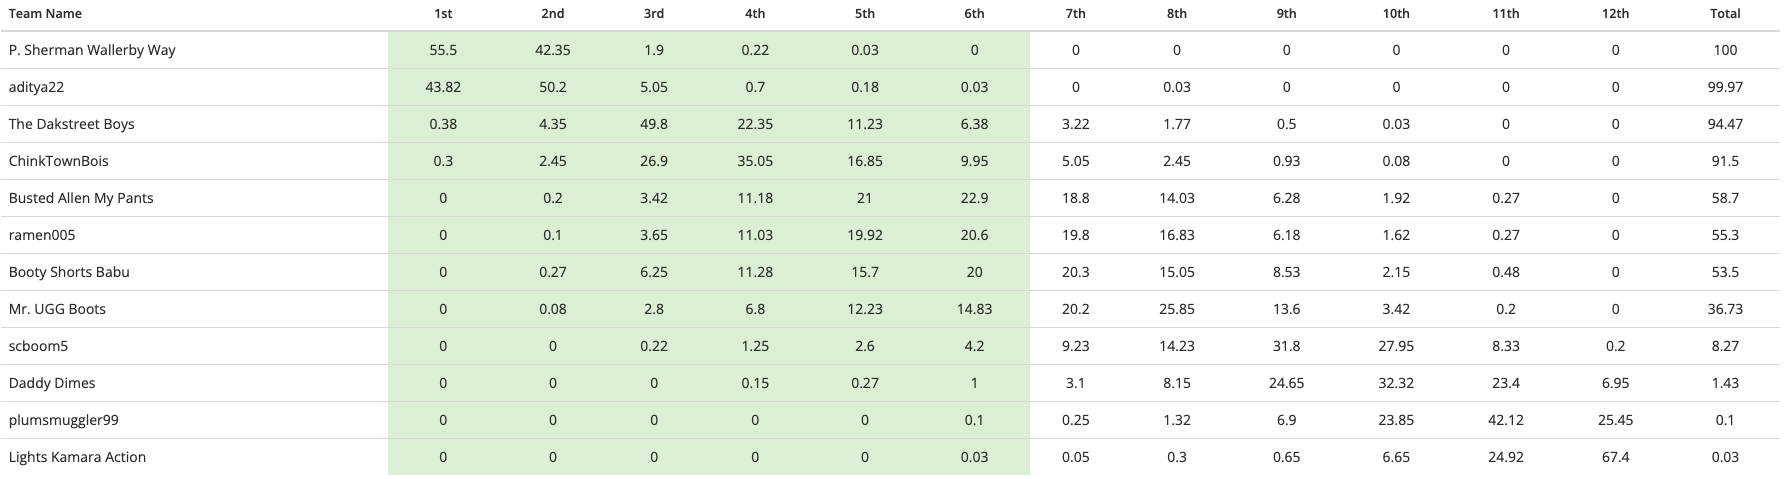 Team Name 1st 2nd 3rd 4th 5th 6th 7th 8th 9th 10th 11th 12th Total
P. Sherman Wallerby Way 55.5 42.35 1.9 0.22 0.03 0 0 0 0 0 0 0 100
aditya22 43.82 50.2 5.05 0.7 0.18 0.03 0 0.03 0 0 0 0 99.97
The Dakstreet Boys 0.38 4.35 49.8 22.35 11.23 6.38 3.22 1.77 0.5 0.03 0 0 94.47
ChinkTownBois 0.3 2.45 26.9 35.05 16.85 9.95 5.05 2.45 0.93 0.08 0 0 91.5
Busted Allen My Pants 0 0.2 3.42 11.18 21 22.9 18.8 14.03 6.28 1.92 0.27 0 58.7
ramen005 0 0.1 3.65 11.03 19.92 20.6 19.8 16.83 6.18 1.62 0.27 0 55.3
Booty Shorts Babu 0 0.27 6.25 11.28 15.7 20 20.3 15.05 8.53 2.15 0.48 0 53.5
Mr. UGG Boots 0 0.08 2.8 6.8 12.23 14.83 20.2 25.85 13.6 3.42 0.2 0 36.73
scboom5 0 0 0.22 1.25 2.6 4.2 9.23 14.23 31.8 27.95 8.33 0.2 8.27
Daddy Dimes 0 0 0 0.15 0.27 1 3.1 8.15 24.65 32.32 23.4 6.95 1.43
plumsmuggler99 0 0 0 0 0 0.1 0.25 1.32 6.9 23.85 42.12 25.45 0.1
Lights Kamara Action 0 0 0 0 0 0.03 0.05 0.3 0.65 6.65 24.92 67.4 0.03